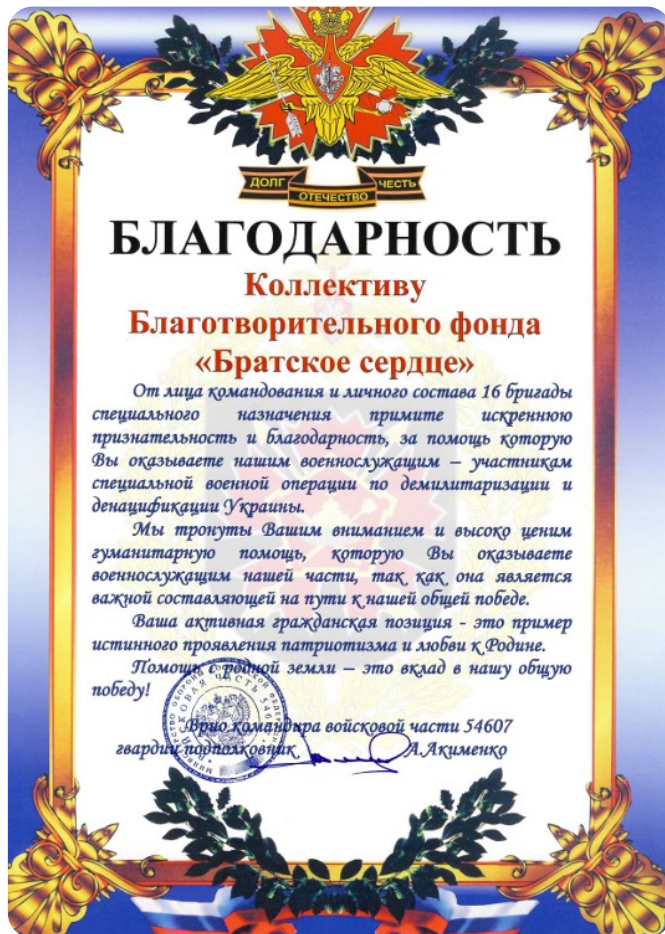 ДОЛГ ОТЕЧЕСТВО ЧЕСТЬ
БЛАГОДАРНОСТЬ
Коллективу
Благотворительного фонда
«Братское сердце»
От лица командования и личного состава 16 бригады
специального назначения примите искреннюю
признательность и благодарность, за помощь которую
Вы оказываете нашим военнослужащим – участникам
специальной военной операции по демилитаризации и
денацификации Украины.
Мы тронуты Вашим вниманием и высоко ценим
гуманитарную помощь, которую Вы оказываете
военнослужащим нашей части, так как она является
важной составляющей на пути к нашей общей победе.
Ваша активная гражданская позиция - это пример
истинного проявления патриотизма и любви к Родине.
Помощь с родной земли – это вклад в нашу общую
победу!
Врио командира войсковой части 54607
гвардии подполковник А.Акименко